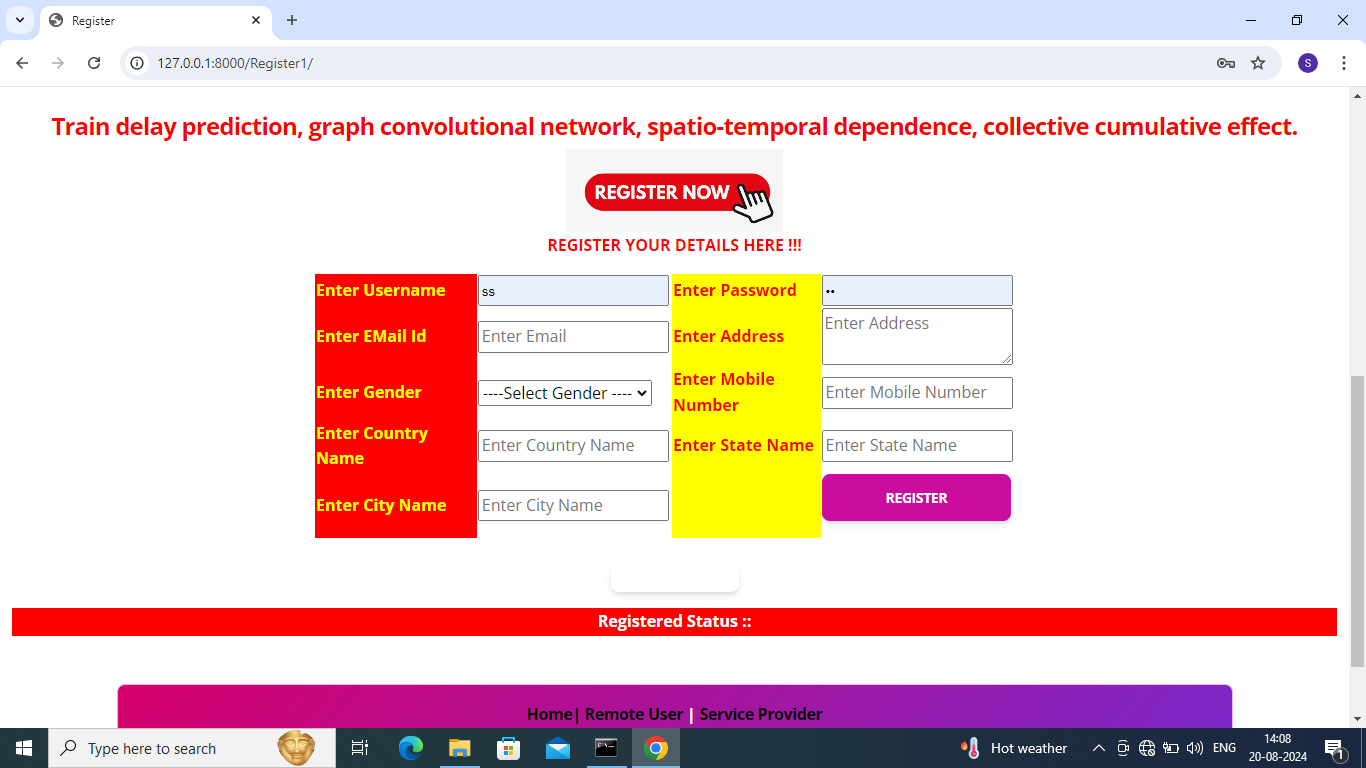 Register
127.0.0.1:8000/Register1/
S
Train delay prediction, graph convolutional network, spatio-temporal dependence, collective cumulative effect.
REGISTER NOW
REGISTER YOUR DETAILS HERE !!!
Enter Username ss Enter Password ••
Enter EMail Id Enter Email Enter Address Enter Address
Enter Gender ----Select Gender ---- Enter Mobile Number Enter Mobile Number
Enter Country Name Enter Country Name Enter State Name Enter State Name
Enter City Name Enter City Name REGISTER
Registered Status ::
Home| Remote User | Service Provider
Type here to search Hot weather ENG 14:08
20-08-2024 1